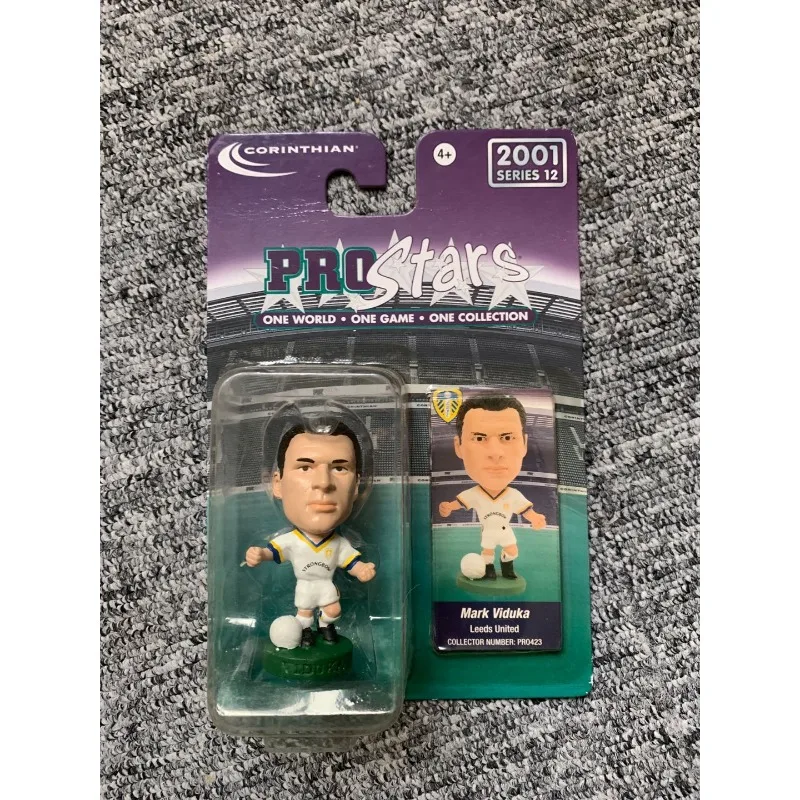 CORINTHIAN
4+
2001
SERIES 12
PROStars
ONE WORLD • ONE GAME • ONE COLLECTION
STRONGBOW
STRONGBOW
VIDUKA
Mark Viduka
Leeds United
COLLECTOR NUMBER: PRO423